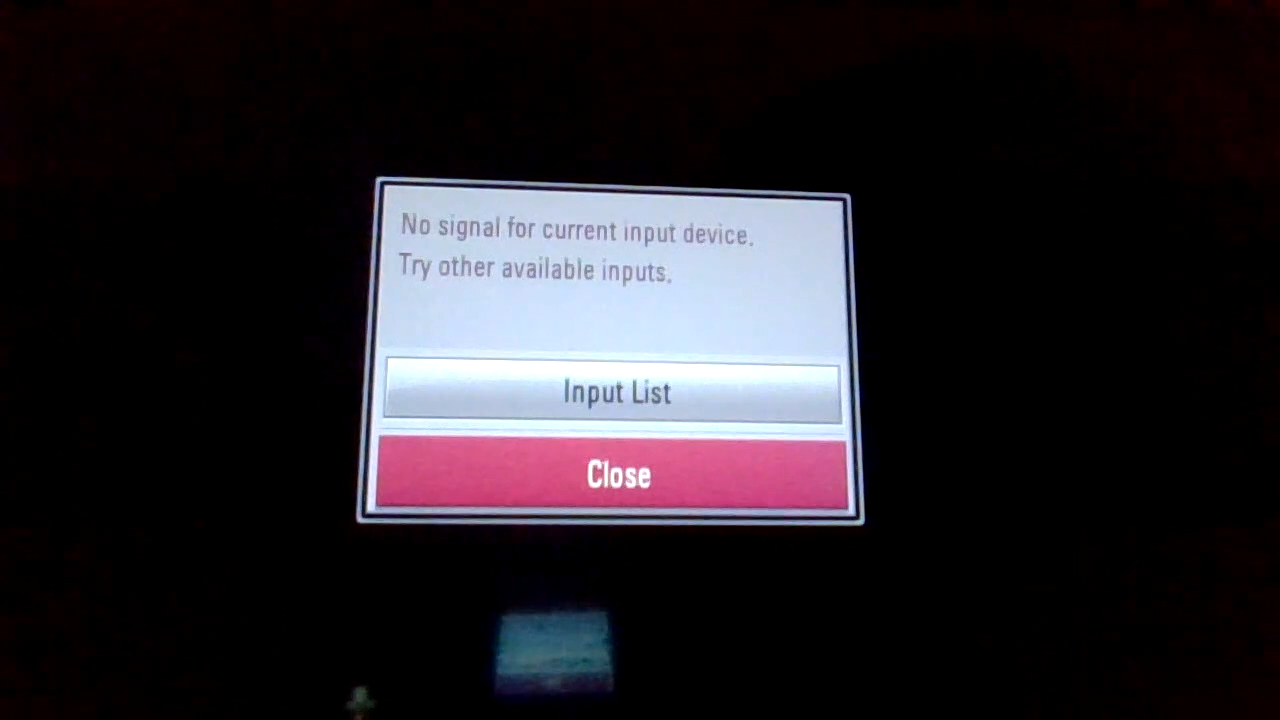 No signal for current input device.
Try other available inputs.
Input List
Close